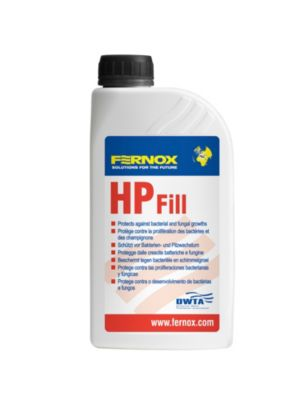 FERNOX
SOLUTIONS FOR THE FUTURE
HP Fill
Protects against bacterial and fungal growths
Protège contre la prolifération des bactéries et
des champignons
Schützt vor Bakterien- und Pilzwachstum
Protegge dalle crescite batteriche e fungine
Beschermt tegen bacteriën en schimmelgroei
Protege contra las proliferaciones bacterianas
y fúngicas
Protege contra o desenvolvimento de bactérias
e fungos
DWTA
www.fernox.com